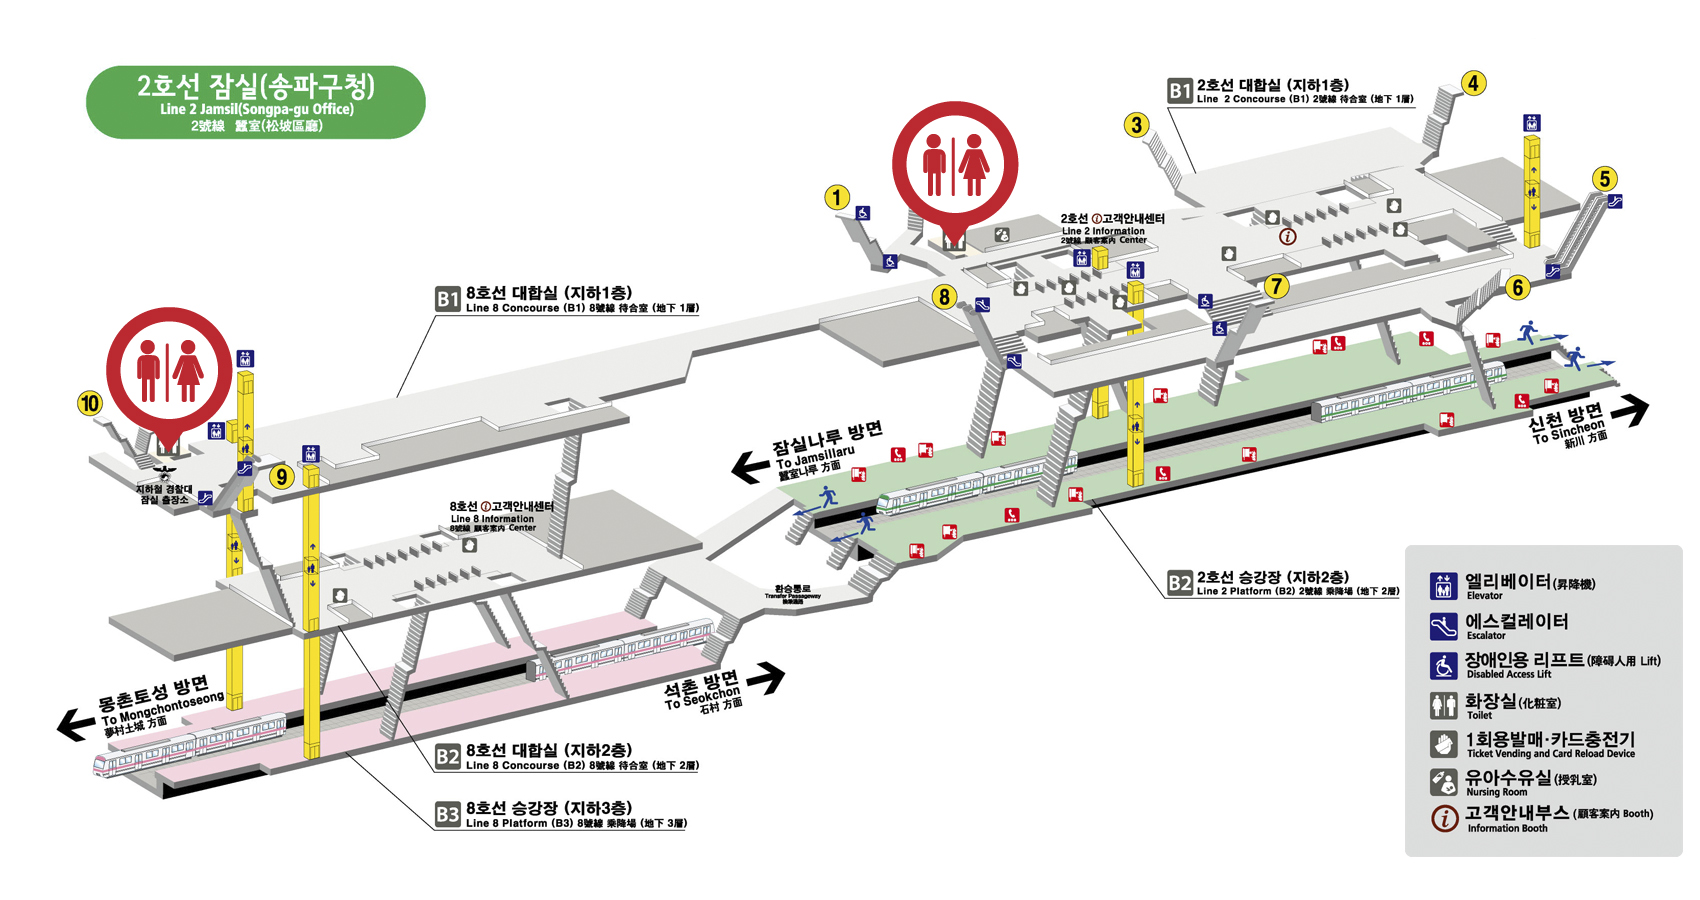 2호선 잠실(송파구청)
Line 2 Jamsil(Songpa-gu Office)
2號線 蠶室(松坡區廳)
B1 2호선 대합실 (지하1층)
Line 2 Concourse (B1) 2號線 待合室 (地下 1層)
4
3
1
5
2호선 i 고객안내센터
Line 2 Information
2號線 顧客案内 Center
i
7
6
8
B1 8호선 대합실 (지하1층)
Line 8 Concourse (B1) 8號線 待合室 (地下 1層)
10
9
지하철 경찰대
잠실 출장소
잠실나루 방면
To Jamsillaru
蠶室나루 方面
신천 방면
To Sincheon
新川 方面
8호선 i 고객안내센터
Line 8 Information
8號線 顧客案内 Center
환승통로
Transfer Passageway
換乘通路
B2 2호선 승강장 (지하2층)
Line 2 Platform (B2) 2號線 乘降場 (地下 2層)
몽촌토성 방면
To Mongchontoseong
夢村土城 方面
석촌 방면
To Seokchon
石村 方面
B2 8호선 대합실 (지하2층)
Line 8 Concourse (B2) 8號線 待合室 (地下 2層)
B3 8호선 승강장 (지하3층)
Line 8 Platform (B3) 8號線 乘降場 (地下 3層)
엘리베이터(昇降機)
Elevator
에스컬레이터
Escalator
장애인용 리프트(障碍人用 Lift)
Disabled Access Lift
화장실(化粧室)
Toilet
1회용발매·카드충전기
Ticket Vending and Card Reload Device
유아수유실(授乳室)
Nursing Room
i 고객안내부스(顧客案内 Booth)
Information Booth